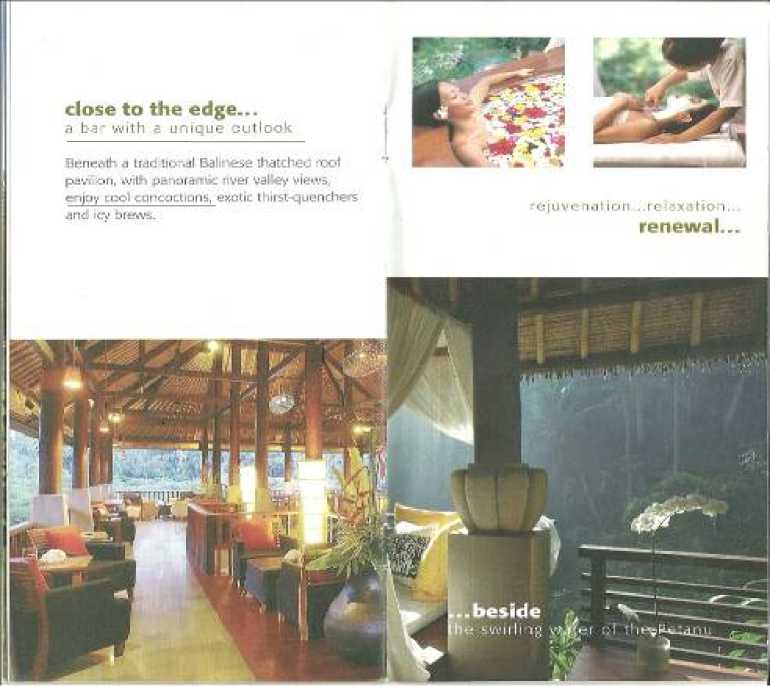 close to the edge...
a bar with a unique outlook
Beneath a traditional Balinese thatched roof
pavilion, with panoramic river valley views,
enjoy cool concoctions, exotic thirst-quenchers
and icy brews.
rejuvenation...relaxation...
renewal...
...beside
the swirling water of the Petanu